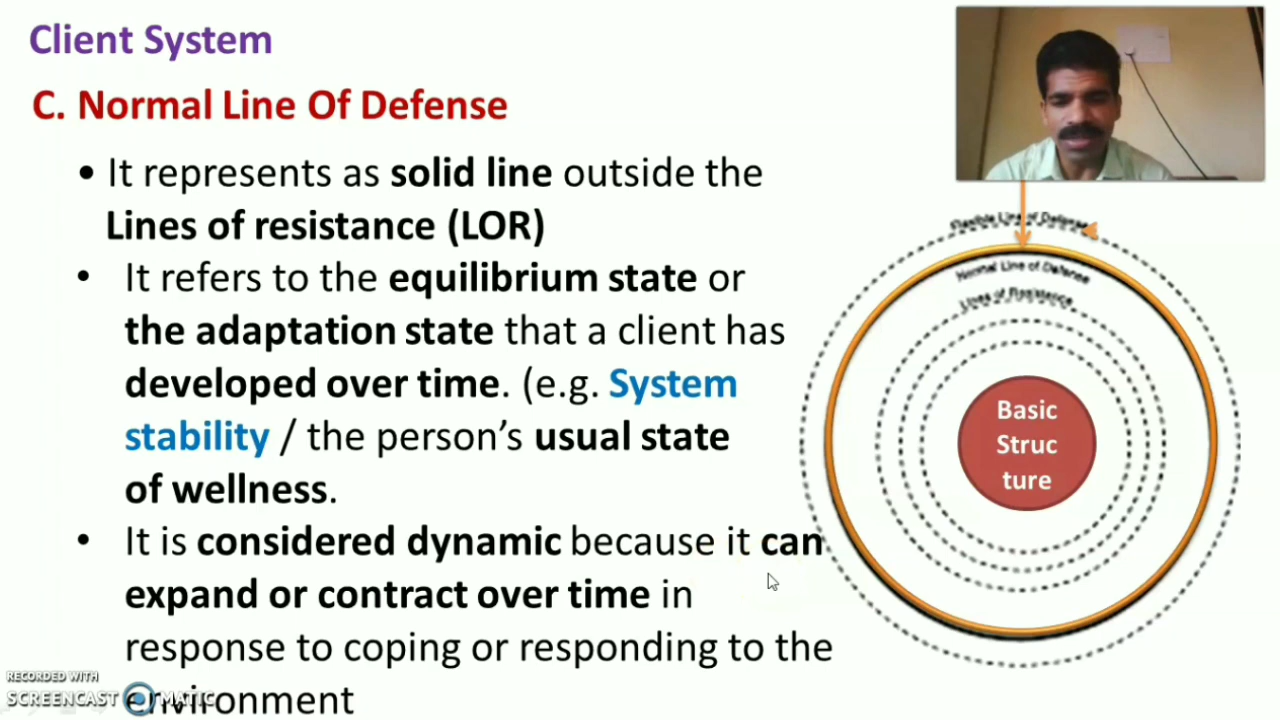 Client System
C. Normal Line Of Defense
• It represents as solid line outside the
Lines of resistance (LOR)
• It refers to the equilibrium state or
the adaptation state that a client has
developed over time. (e.g. System
stability / the person's usual state
of wellness.
• It is considered dynamic because it can
expand or contract over time in
response to coping or responding to the
environment
Flexible Line of Defense
Normal Line of Defense
Lines of Resistance
Basic
Struc
ture
RECORDED WITH
SCREENCAST MATIC